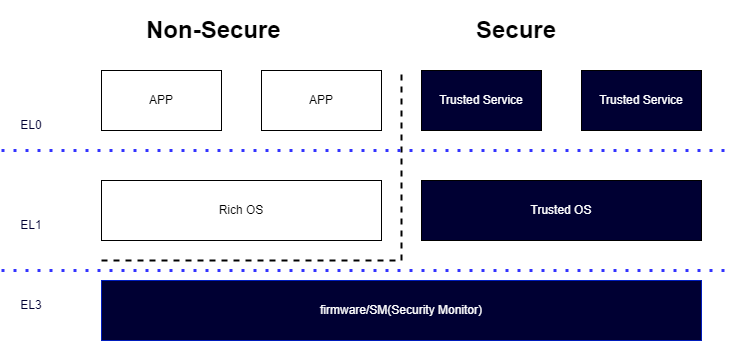 Non-Secure
Secure
APP
APP
Trusted Service
Trusted Service
EL0
Rich OS
Trusted OS
EL1
EL3
firmware/SM(Security Monitor)